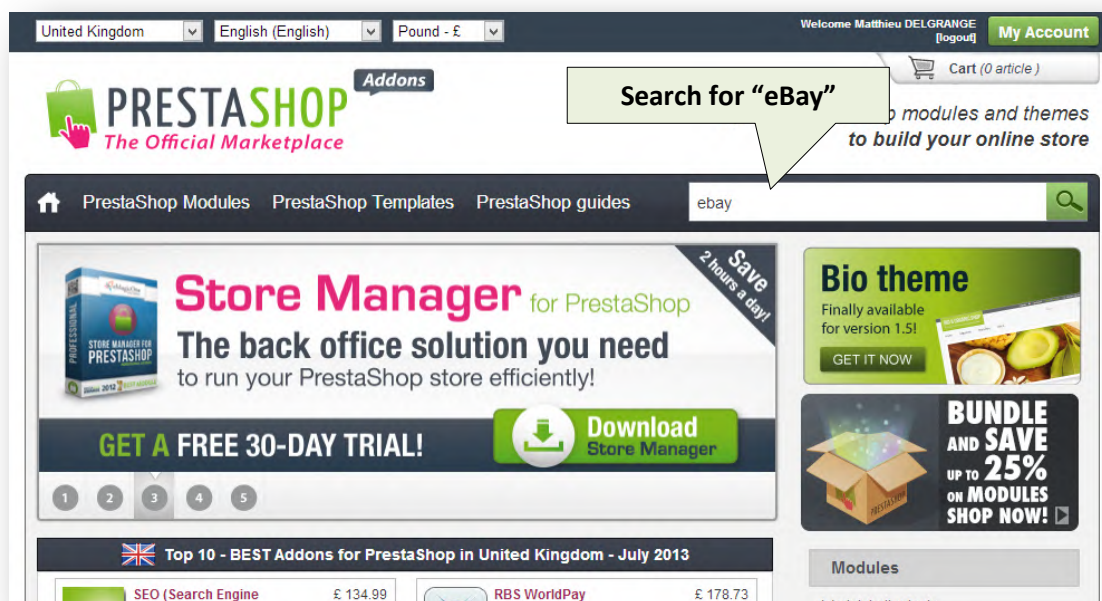 United Kingdom English (English) Pound - £
Welcome Matthieu DELGRANGE
[logout]
My Account
Cart (0 article )
PRESTASHOP Addons
The Official Marketplace
Search for “eBay”
modules and themes
to build your online store
PrestaShop Modules PrestaShop Templates PrestaShop guides ebay
Store Manager for PrestaShop
Save
2 hours a day!
The back office solution you need
to run your PrestaShop store efficiently!
PROFESSIONAL
STORE MANAGER FOR
PRESTASHOP
GET A FREE 30-DAY TRIAL!
Download
Store Manager
1 2 3 4 5
Bio theme
Finally available
for version 1.5!
GET IT NOW
BUNDLE
AND SAVE
UP TO 25%
ON MODULES
SHOP NOW!
PRESTASHOP
Top 10 - BEST Addons for PrestaShop in United Kingdom - July 2013
SEO (Search Engine £ 134.99
RBS WorldPay £ 178.73
Modules